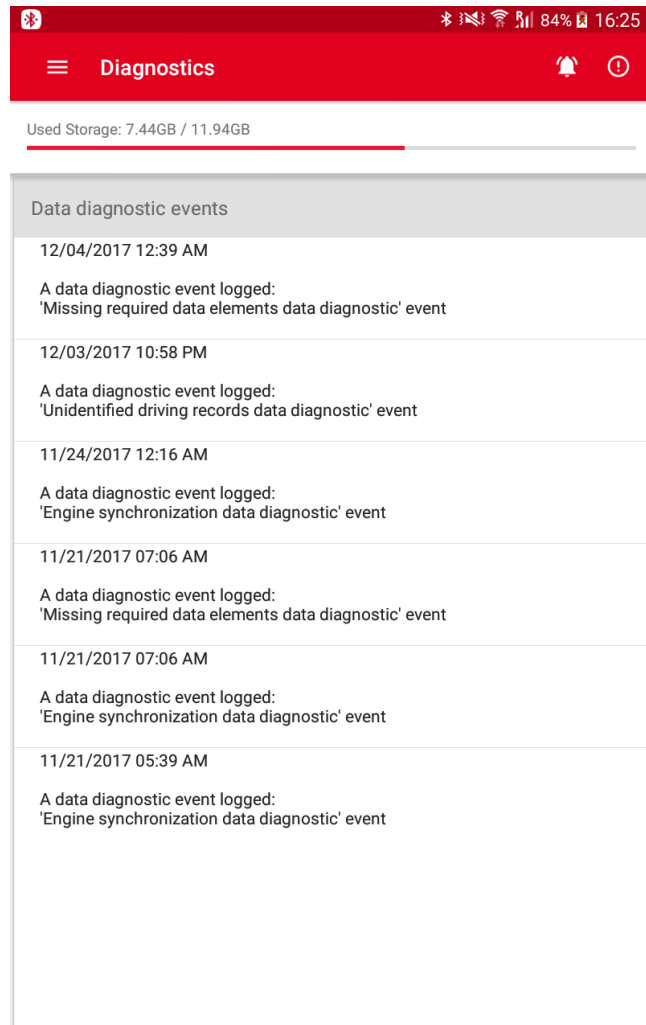 84% 16:25
Diagnostics
Used Storage: 7.44GB / 11.94GB
Data diagnostic events
12/04/2017 12:39 AM
A data diagnostic event logged:
'Missing required data elements data diagnostic' event
12/03/2017 10:58 PM
A data diagnostic event logged:
'Unidentified driving records data diagnostic' event
11/24/2017 12:16 AM
A data diagnostic event logged:
'Engine synchronization data diagnostic' event
11/21/2017 07:06 AM
A data diagnostic event logged:
'Missing required data elements data diagnostic' event
11/21/2017 07:06 AM
A data diagnostic event logged:
'Engine synchronization data diagnostic' event
11/21/2017 05:39 AM
A data diagnostic event logged:
'Engine synchronization data diagnostic' event